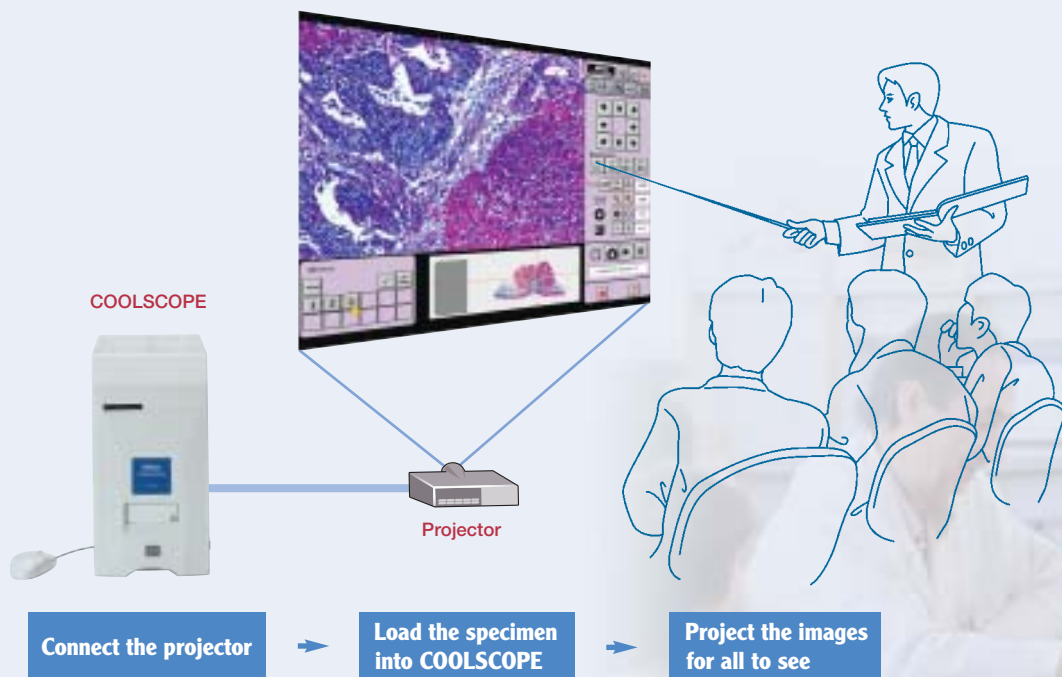 COOLSCOPE
Projector
Connect the projector
Load the specimen
into COOLSCOPE
Project the images
for all to see